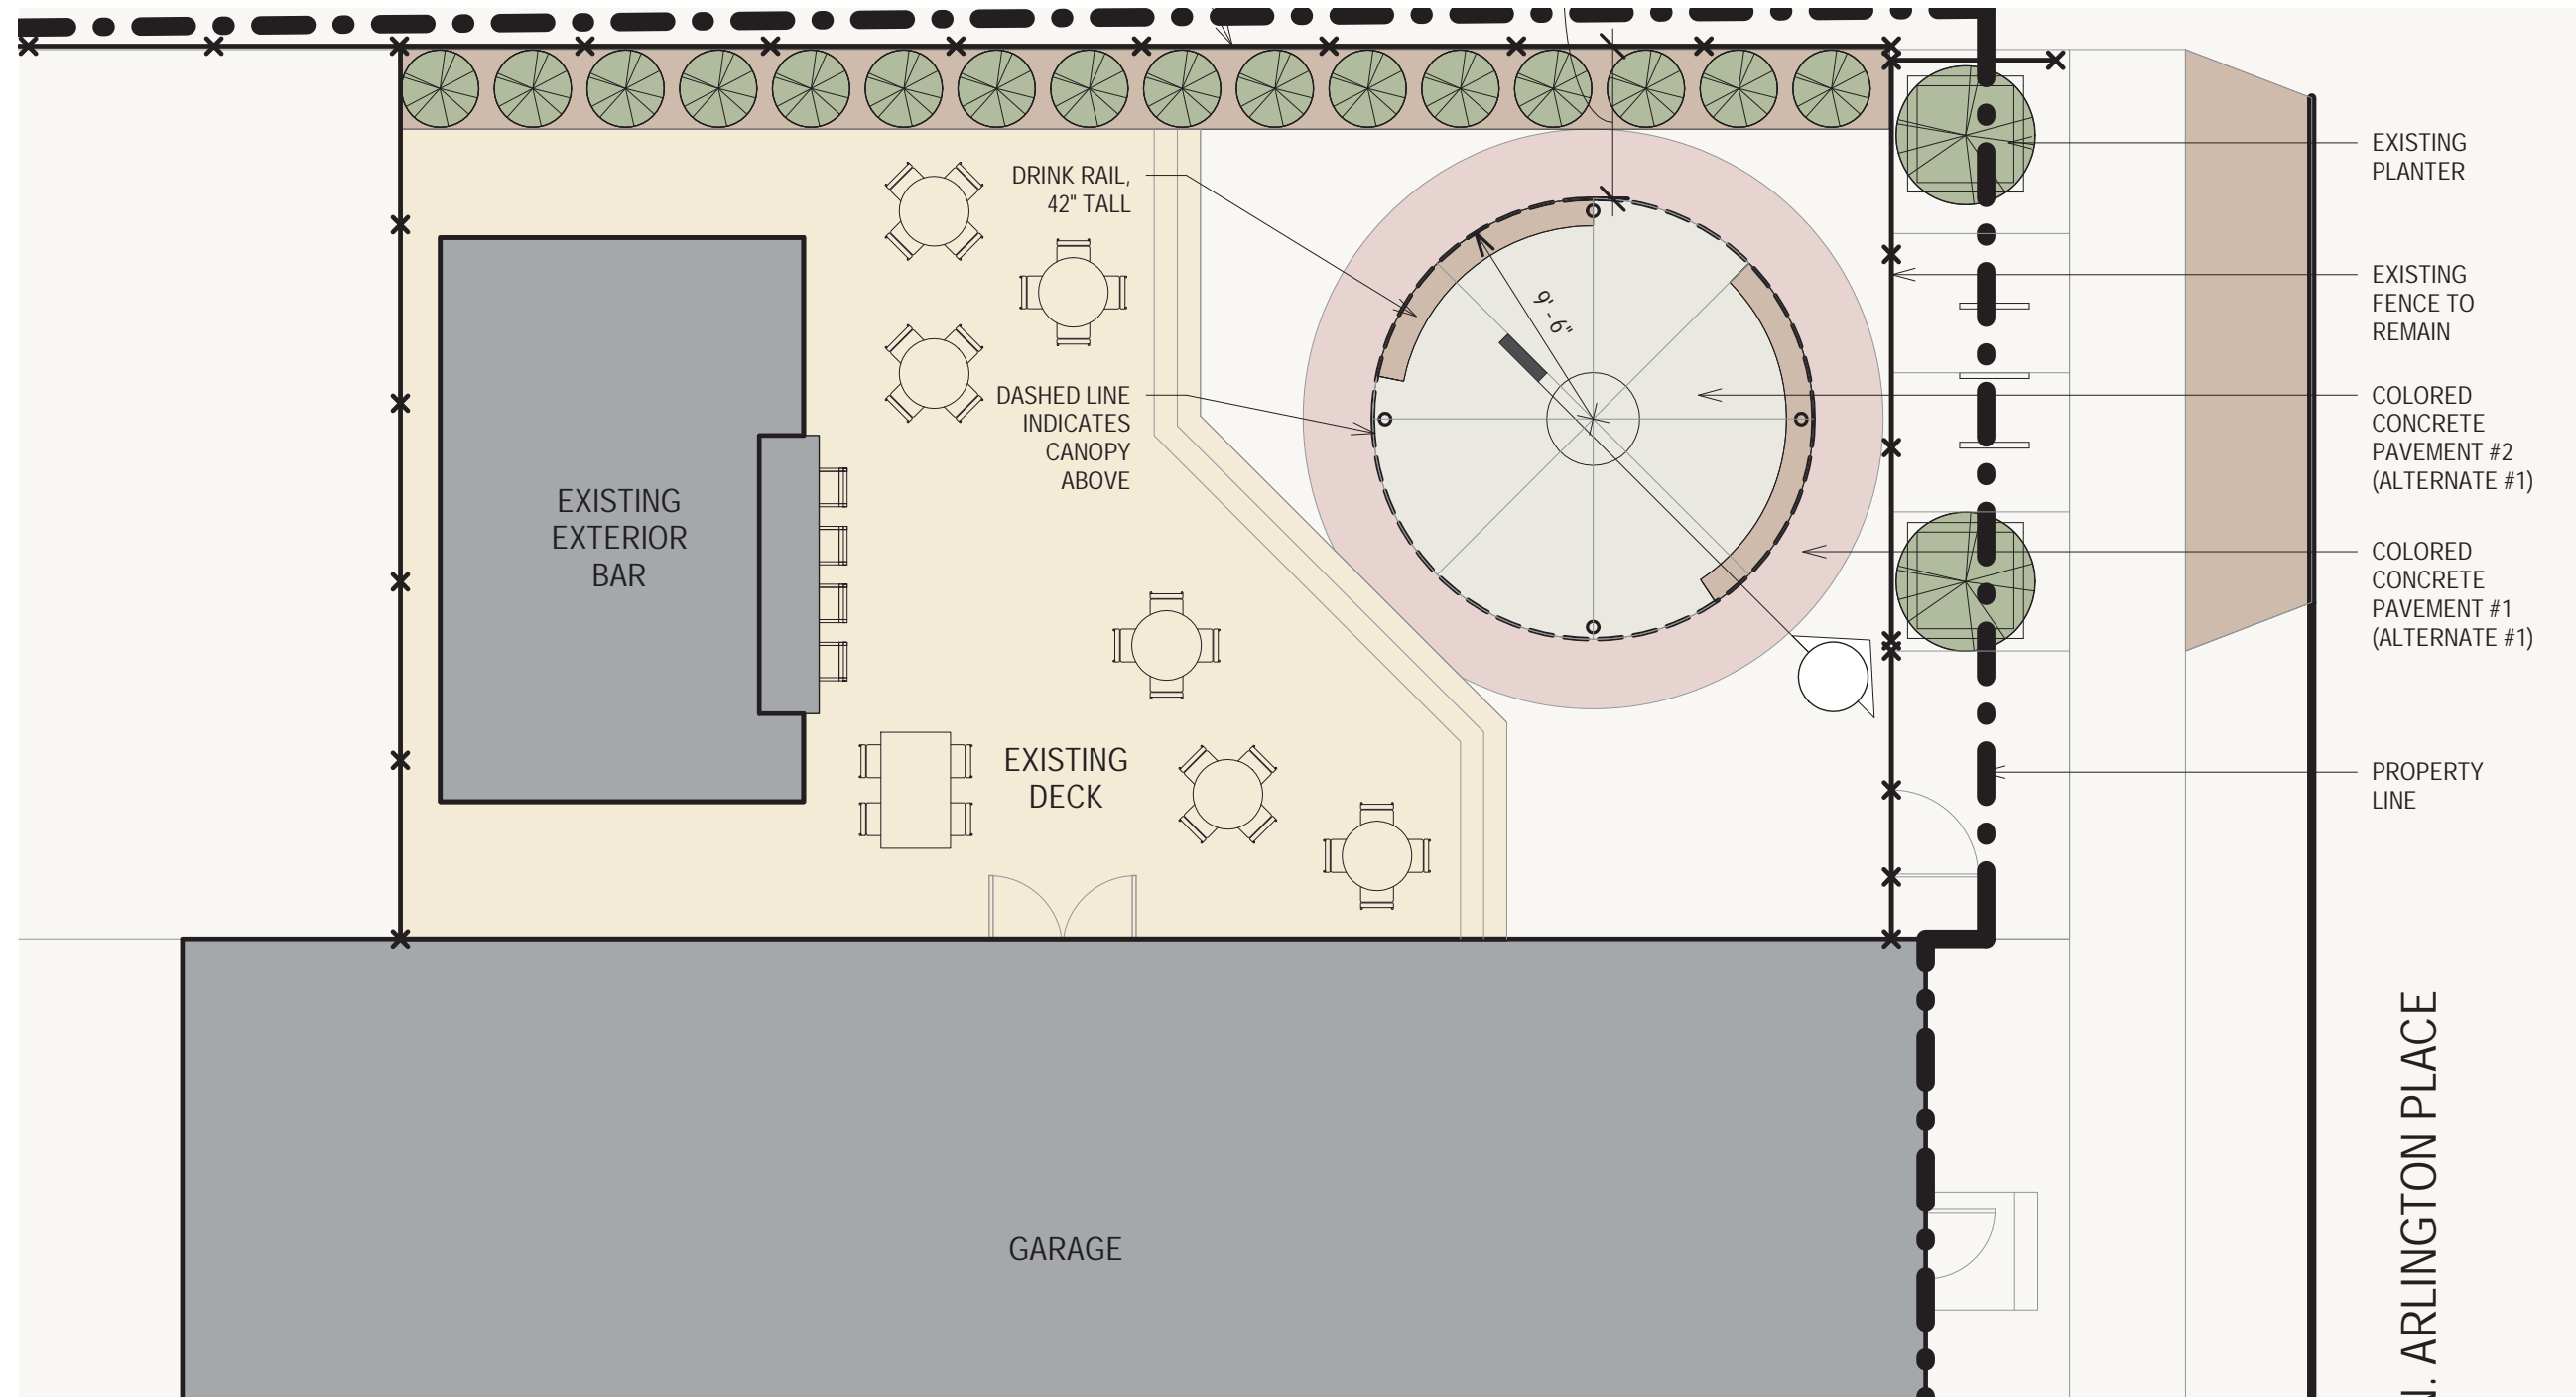 DRINK RAIL,
42" TALL
DASHED LINE
INDICATES
CANOPY
ABOVE
9' - 6"
EXISTING
EXTERIOR
BAR
EXISTING
DECK
GARAGE
EXISTING
PLANTER
EXISTING
FENCE TO
REMAIN
COLORED
CONCRETE
PAVEMENT #2
(ALTERNATE #1)
COLORED
CONCRETE
PAVEMENT #1
(ALTERNATE #1)
PROPERTY
LINE
N. ARLINGTON PLACE